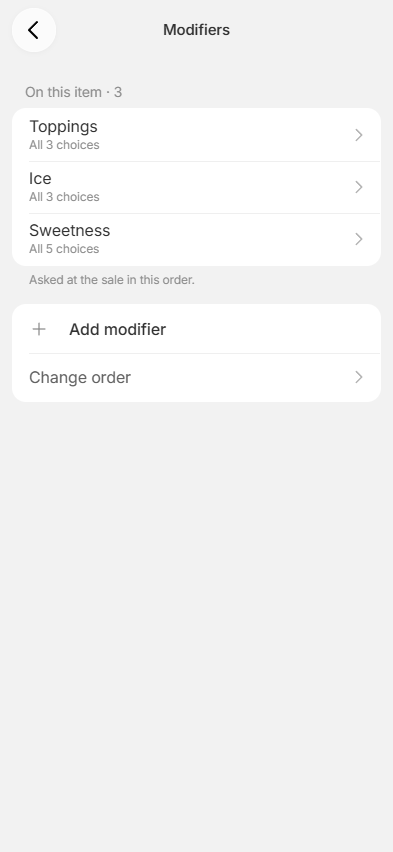 Modifiers
On this item · 3
Toppings
All 3 choices
Ice
All 3 choices
Sweetness
All 5 choices
Asked at the sale in this order.
Add modifier
Change order